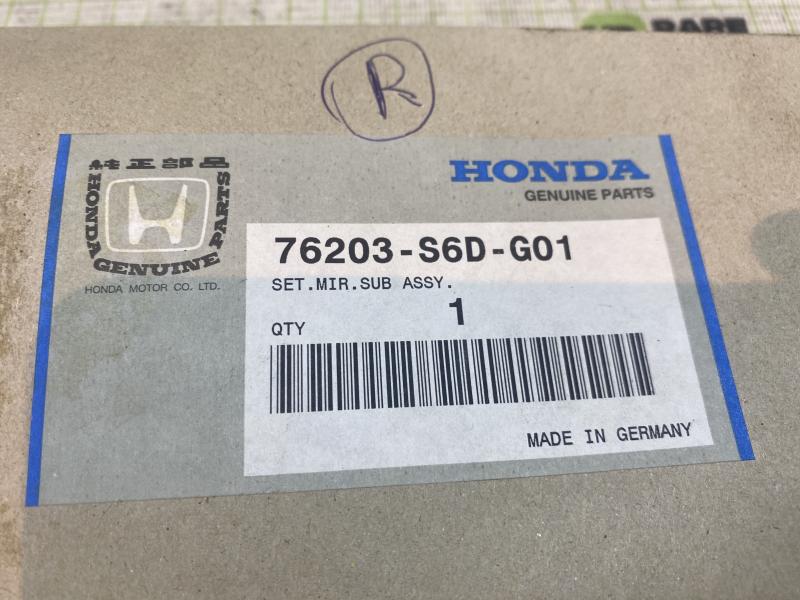 RARE
R
純正部品
HONDA GENUINE PARTS
HONDA MOTOR CO. LTD.
HONDA
GENUINE PARTS
76203-S6D-G01
SET.MIR.SUB ASSY.
QTY 1
MADE IN GERMANY